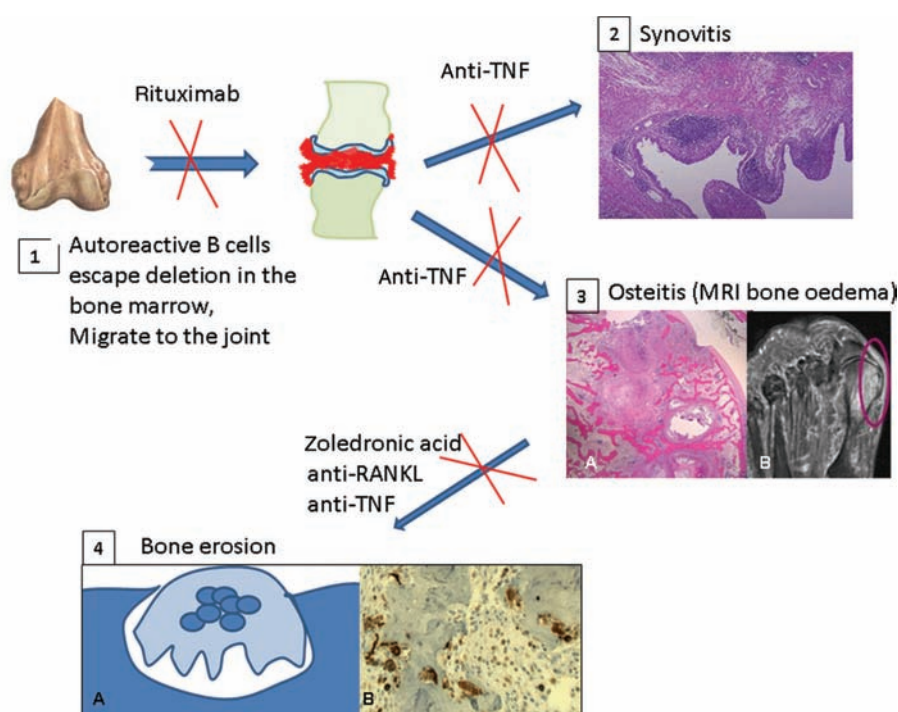 2 Synovitis
Anti-TNF
Rituximab
1 Autoreactive B cells
escape deletion in the
bone marrow,
Migrate to the joint
Anti-TNF
3 Osteitis (MRI bone oedema)
A B
Zoledronic acid
anti-RANKL
anti-TNF
4 Bone erosion
A B